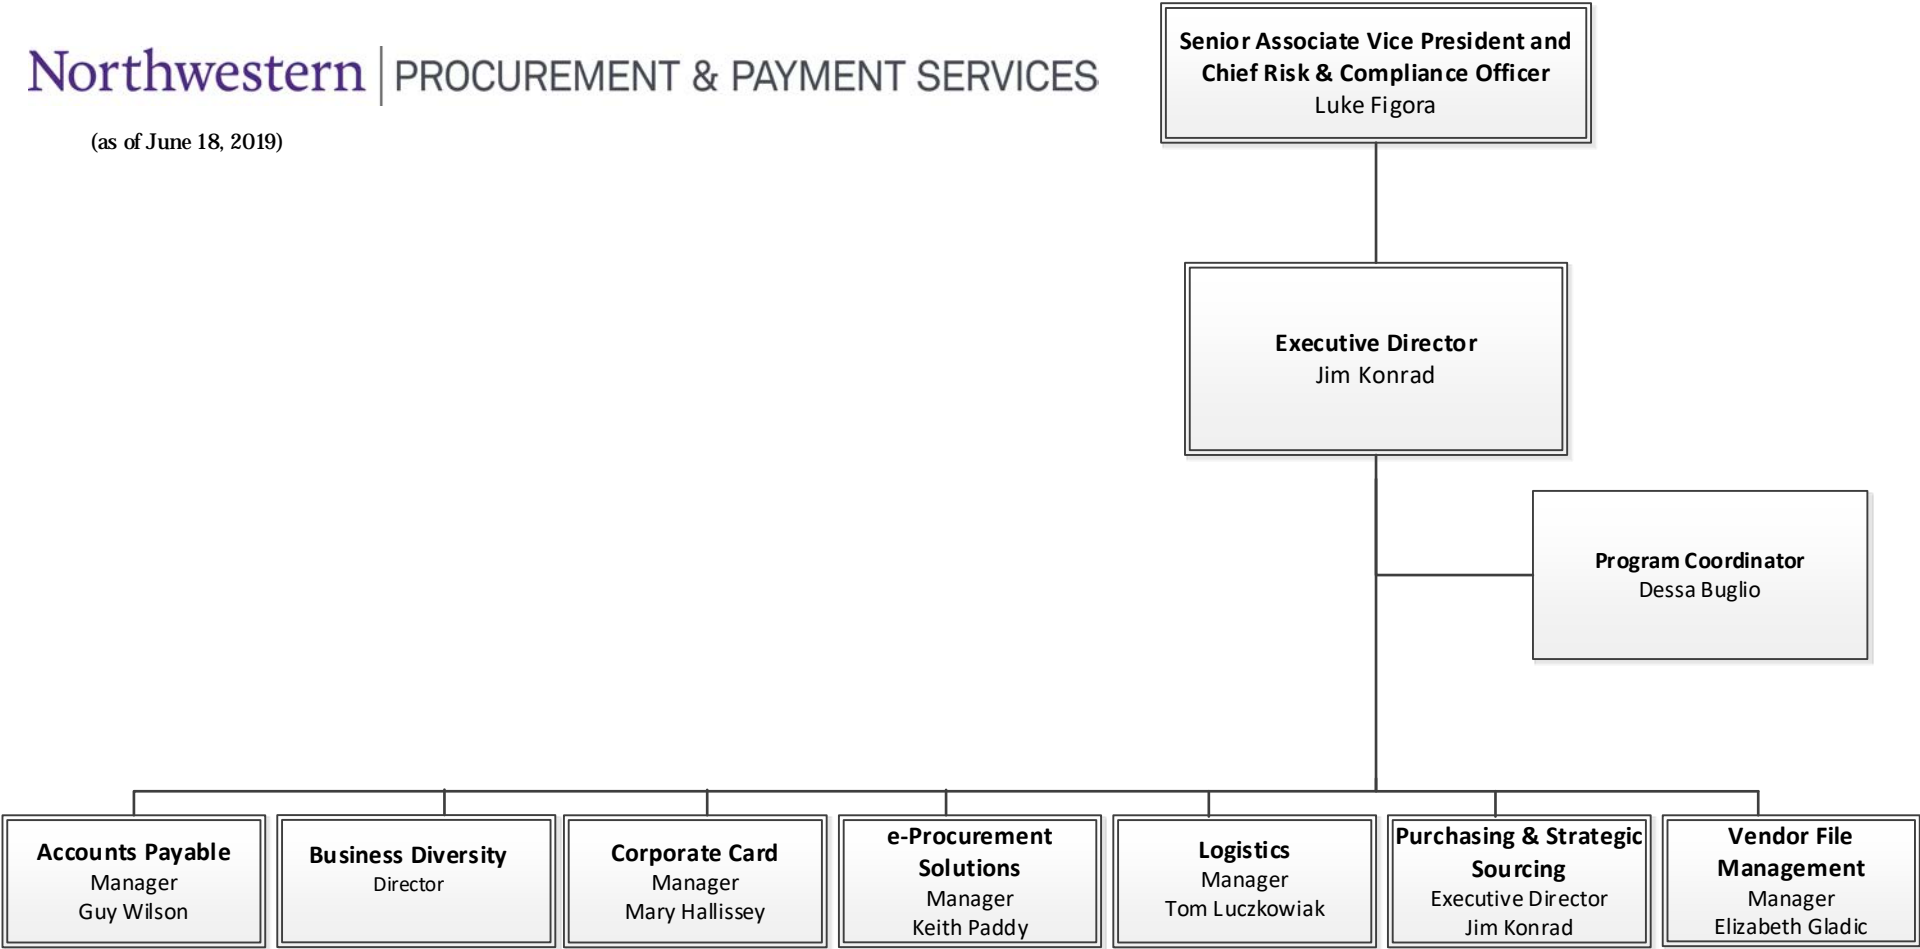 Northwestern | PROCUREMENT & PAYMENT SERVICES
(as of June 18, 2019)
Senior Associate Vice President and
Chief Risk & Compliance Officer
Luke Figora
Executive Director
Jim Konrad
Program Coordinator
Dessa Buglio
Accounts Payable
Manager
Guy Wilson
Business Diversity
Director
Corporate Card
Manager
Mary Hallissey
e-Procurement
Solutions
Manager
Keith Paddy
Logistics
Manager
Tom Luczkowiak
Purchasing & Strategic
Sourcing
Executive Director
Jim Konrad
Vendor File
Management
Manager
Elizabeth Gladic